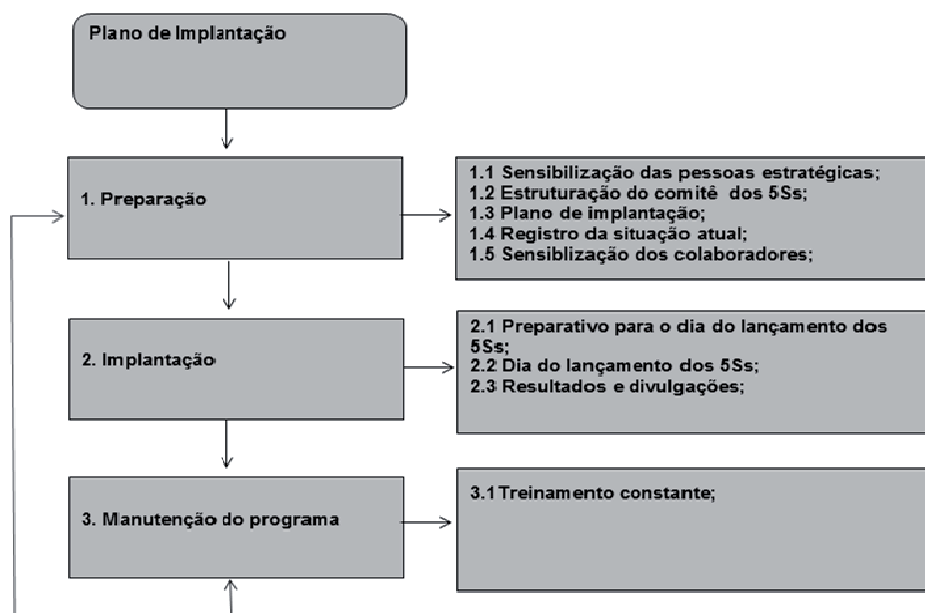 Plano de Implantação
1. Preparação
1.1 Sensibilização das pessoas estratégicas;
1.2 Estruturação do comitê dos 5Ss;
1.3 Plano de implantação;
1.4 Registro da situação atual;
1.5 Sensiblização dos colaboradores;
2. Implantação
2.1 Preparativo para o dia do lançamento dos
5Ss;
2.2 Dia do lançamento dos 5Ss;
2.3 Resultados e divulgações;
3. Manutenção do programa
3.1 Treinamento constante;